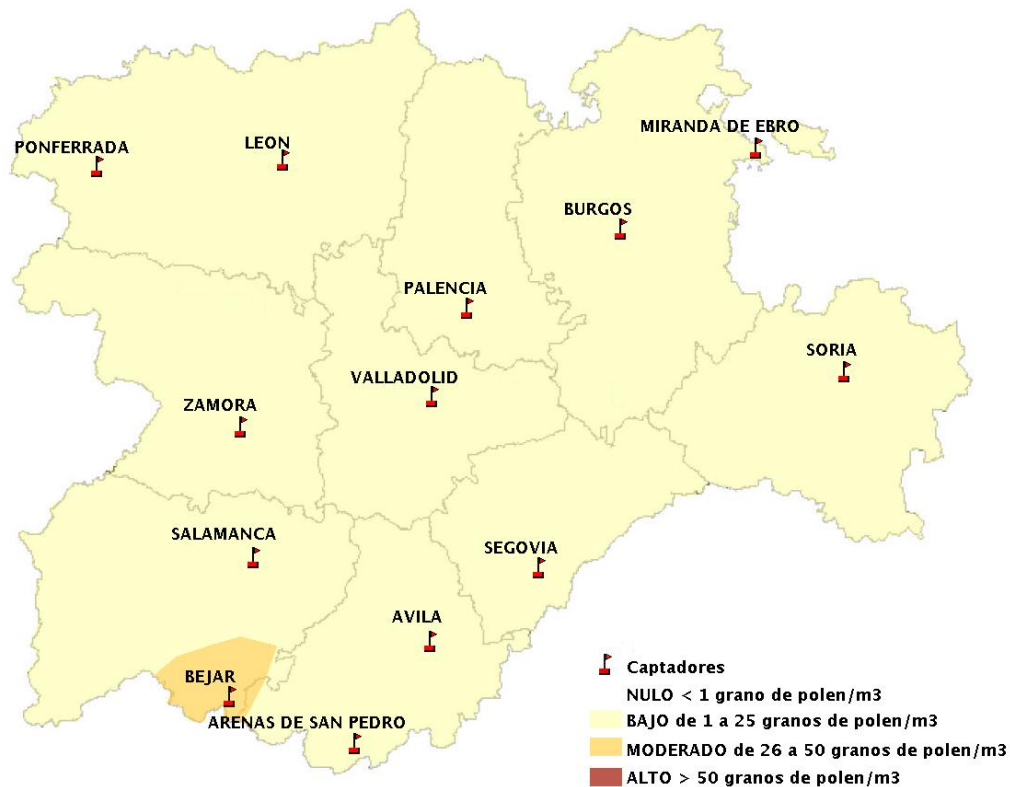 MIRANDA DE EBRO
PONFERRADA
LEON
BURGOS
PALENCIA
SORIA
VALLADOLID
ZAMORA
SALAMANCA
SEGOVIA
AVILA
BEJAR
ARENAS DE SAN PEDRO
Captadores
NULO < 1 grano de polen/m3
BAJO de 1 a 25 granos de polen/m3
MODERADO de 26 a 50 granos de polen/m3
ALTO > 50 granos de polen/m3